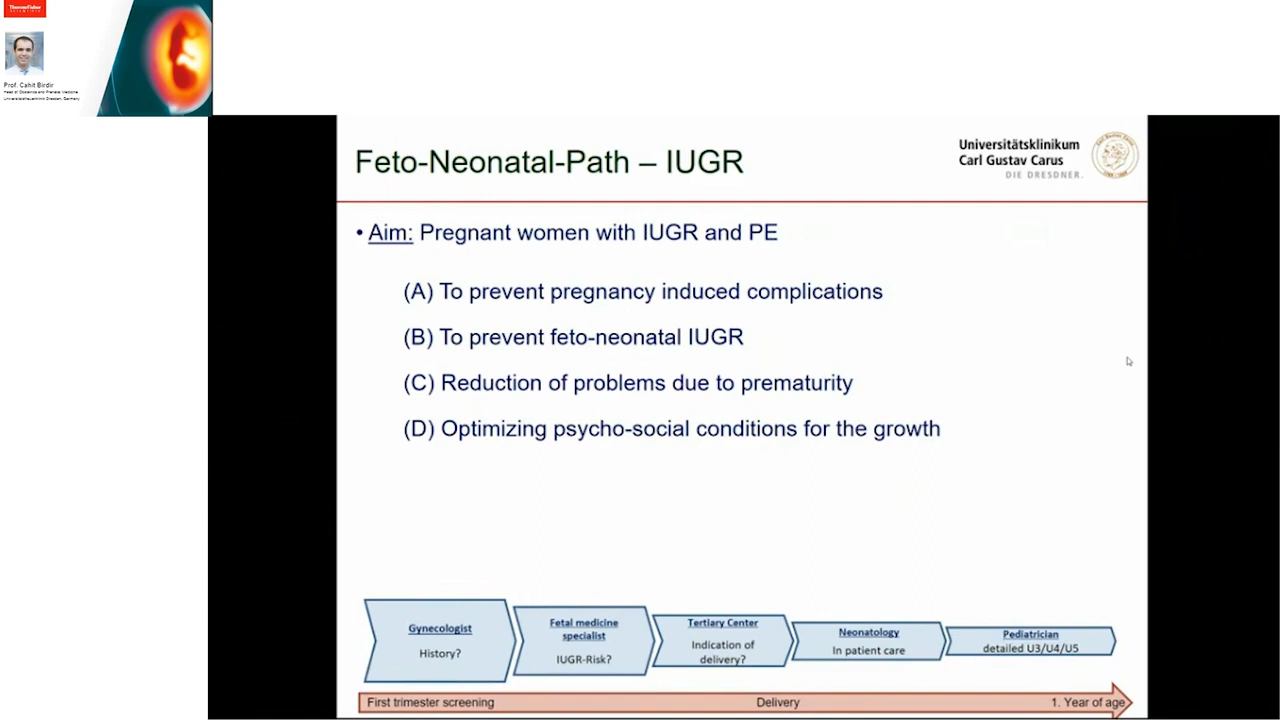 ThermoFisher
SCIENTIFIC
Prof. Cahit Birdir
Head of Obstetrics and Prenatal Medicine
Universitätsfrauenklinik Dresden, Germany
Feto-Neonatal-Path – IUGR
Universitätsklinikum
Carl Gustav Carus
DIE DRESDNER.
• Aim: Pregnant women with IUGR and PE
(A) To prevent pregnancy induced complications
(B) To prevent feto-neonatal IUGR
(C) Reduction of problems due to prematurity
(D) Optimizing psycho-social conditions for the growth
Gynecologist
History?
Fetal medicine
specialist
IUGR-Risk?
Tertiary Center
Indication of
delivery?
Neonatology
In patient care
Pediatrician
detailed U3/U4/U5
First trimester screening
Delivery
1. Year of age